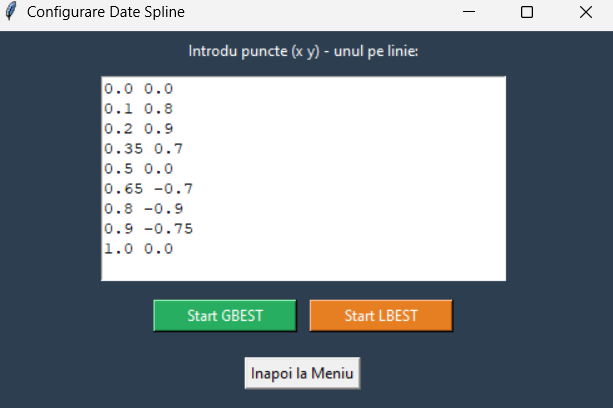 Configurare Date Spline
Introdu puncte (x y) - unul pe linie:
0.0 0.0
0.1 0.8
0.2 0.9
0.35 0.7
0.5 0.0
0.65 -0.7
0.8 -0.9
0.9 -0.75
1.0 0.0
Start GBEST Start LBEST
Inapoi la Meniu